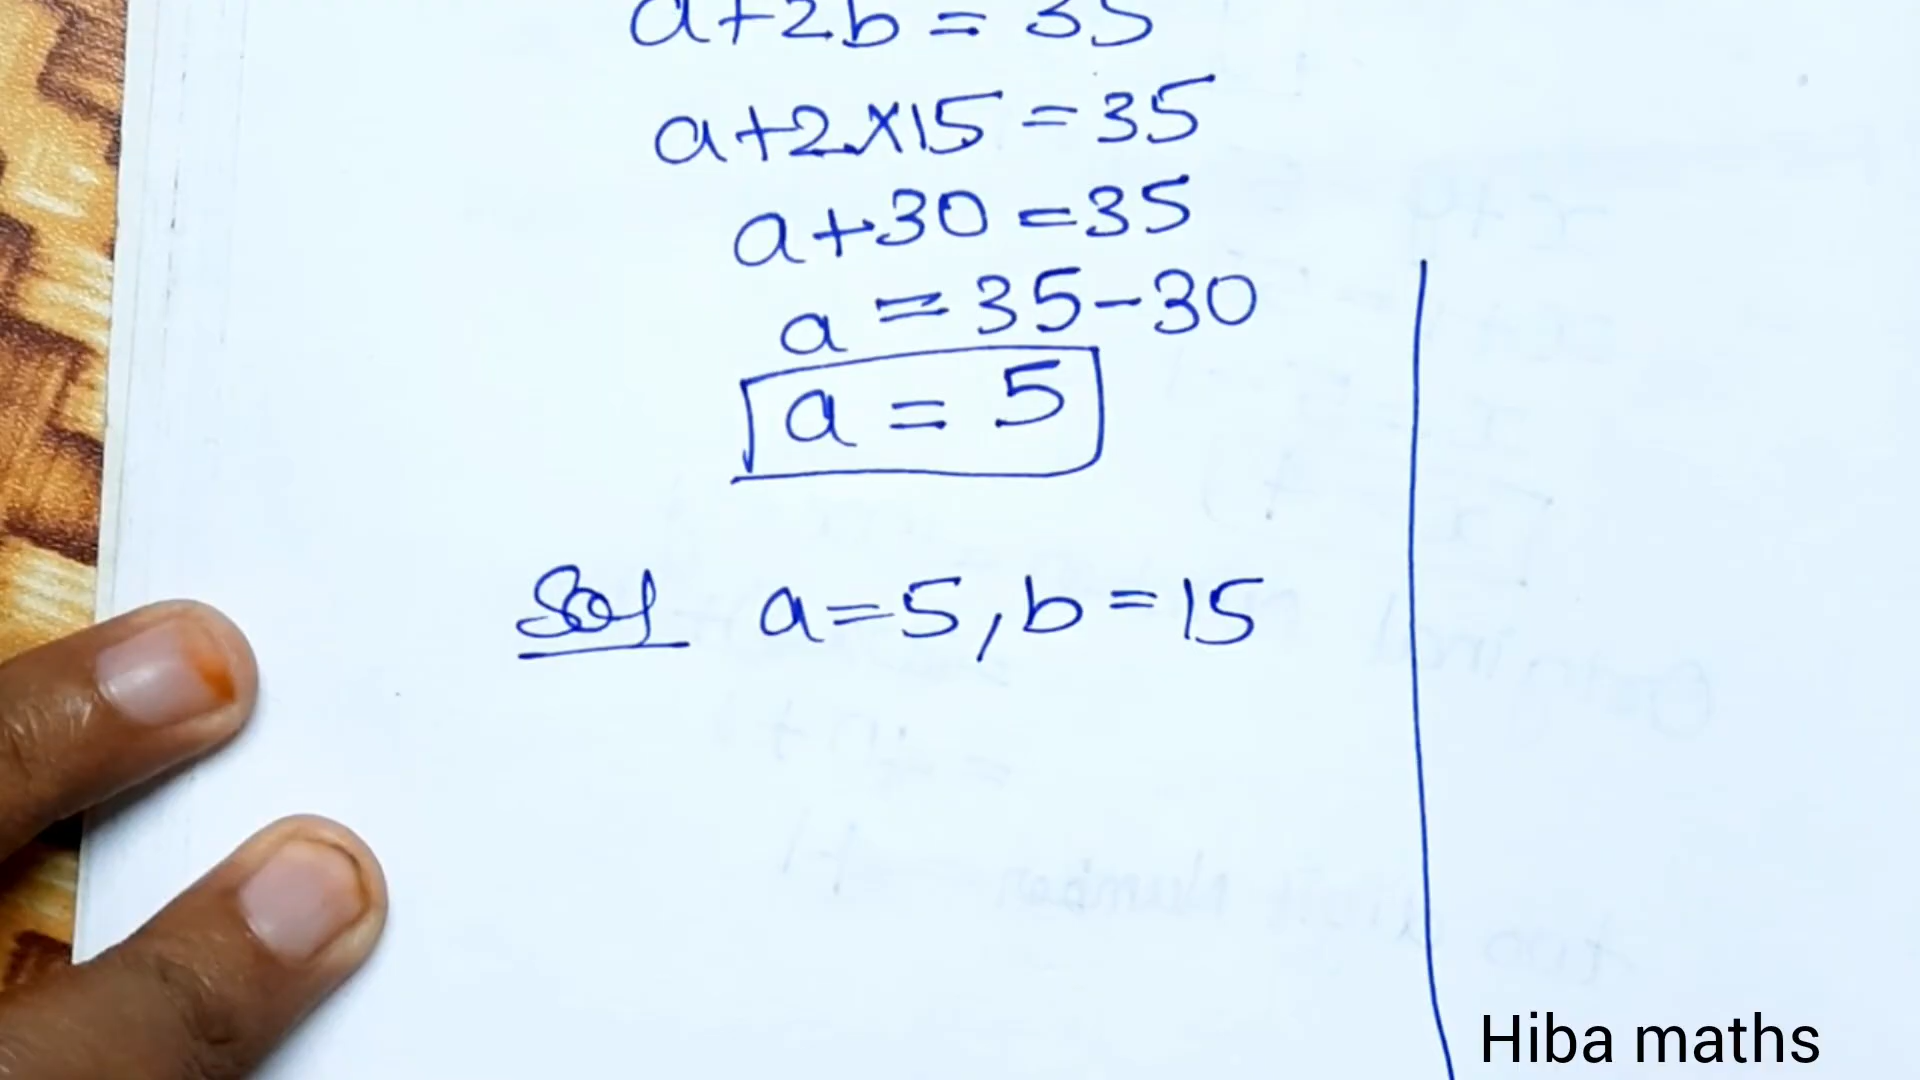 a+2b = 35
a+2×15 = 35
a+30 = 35
a = 35-30
a = 5
Sol a=5, b=15
Hiba maths